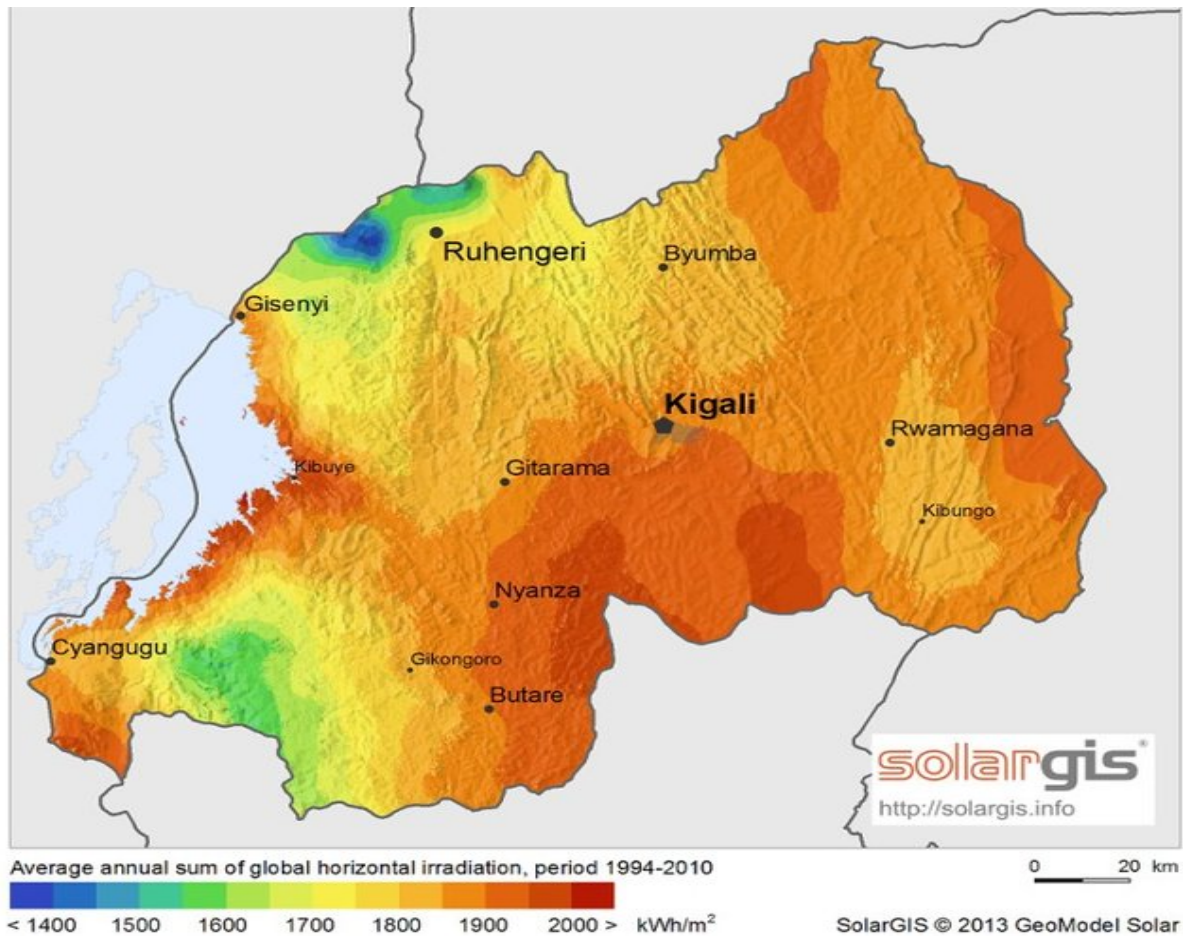 Ruhengeri
Byumba
Gisenyi
Kigali
Rwamagana
Kibuye
Gitarama
Kibungo
Nyanza
Cyangugu
Gikongoro
Butare
solargis®
http://solargis.info
Average annual sum of global horizontal irradiation, period 1994-2010
0 20 km
< 1400 1500 1600 1700 1800 1900 2000 > kWh/m²
SolarGIS © 2013 GeoModel Solar